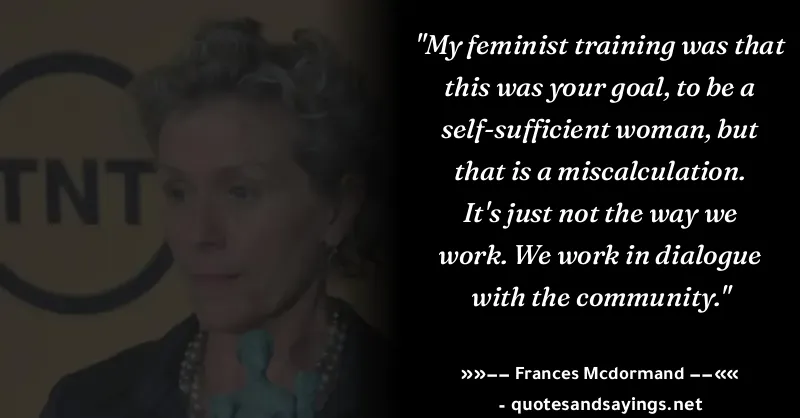 TNT
"My feminist training was that
this was your goal, to be a
self-sufficient woman, but
that is a miscalculation.
It's just not the way we
work. We work in dialogue
with the community."
»»−− Frances Mcdormand −−««
- quotesandsayings.net